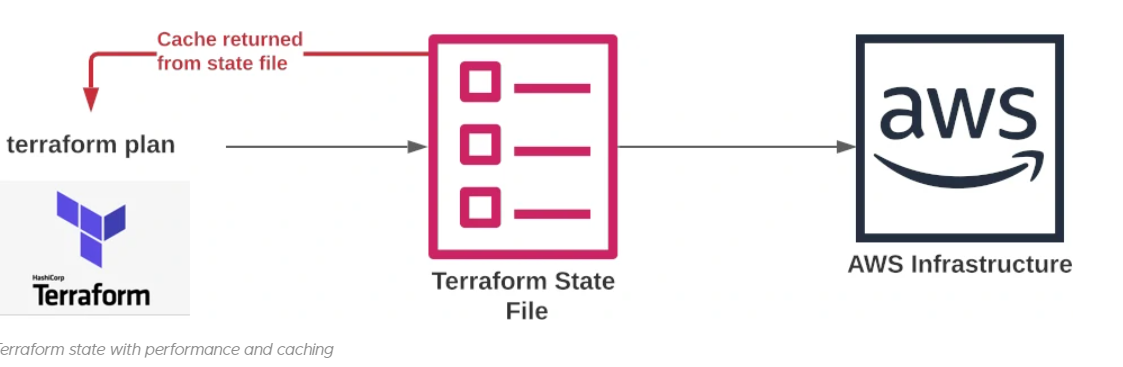 Cache returned
from state file
terraform plan
aws
HashiCorp
Terraform
Terraform State
File
AWS Infrastructure
Terraform state with performance and caching